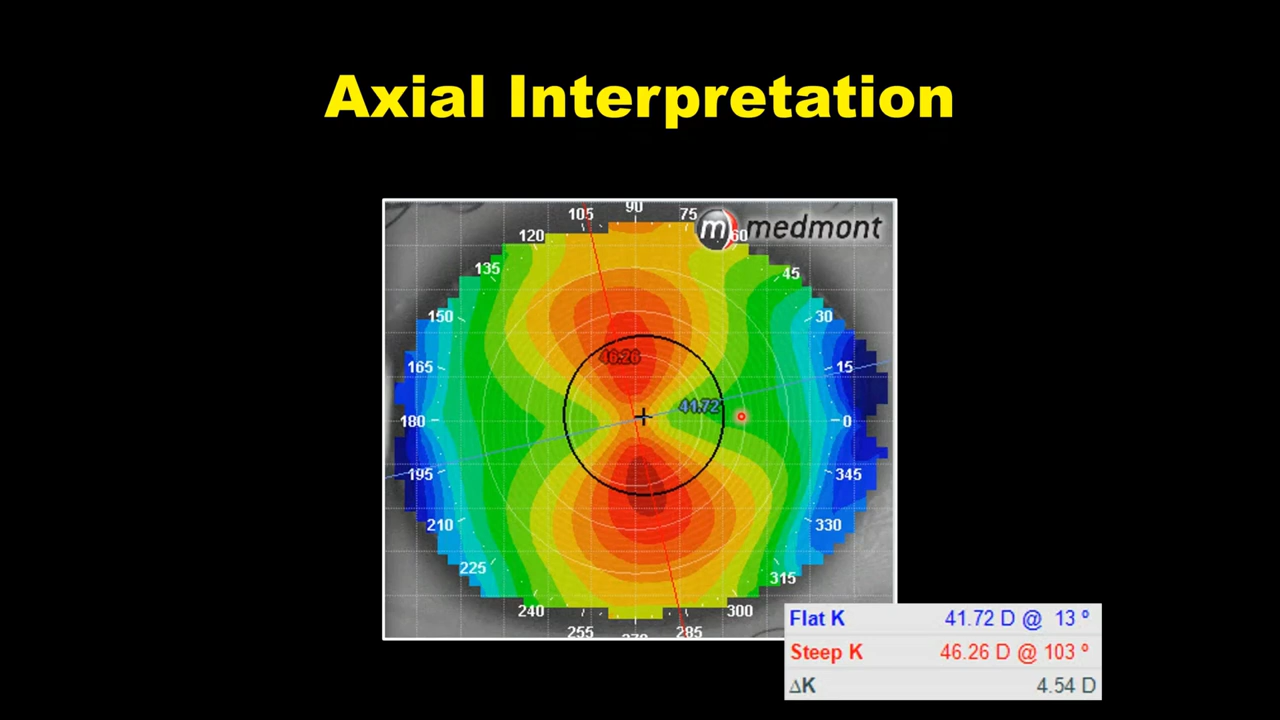 Axial Interpretation
105 90 75
m medmont
120 60
135 45
150 30
165 15
46.26
41.72
180 0
195 345
210 330
225 315
240 300
255 270 285
Flat K 41.72 D @ 13 º
Steep K 46.26 D @ 103 º
ΔK 4.54 D